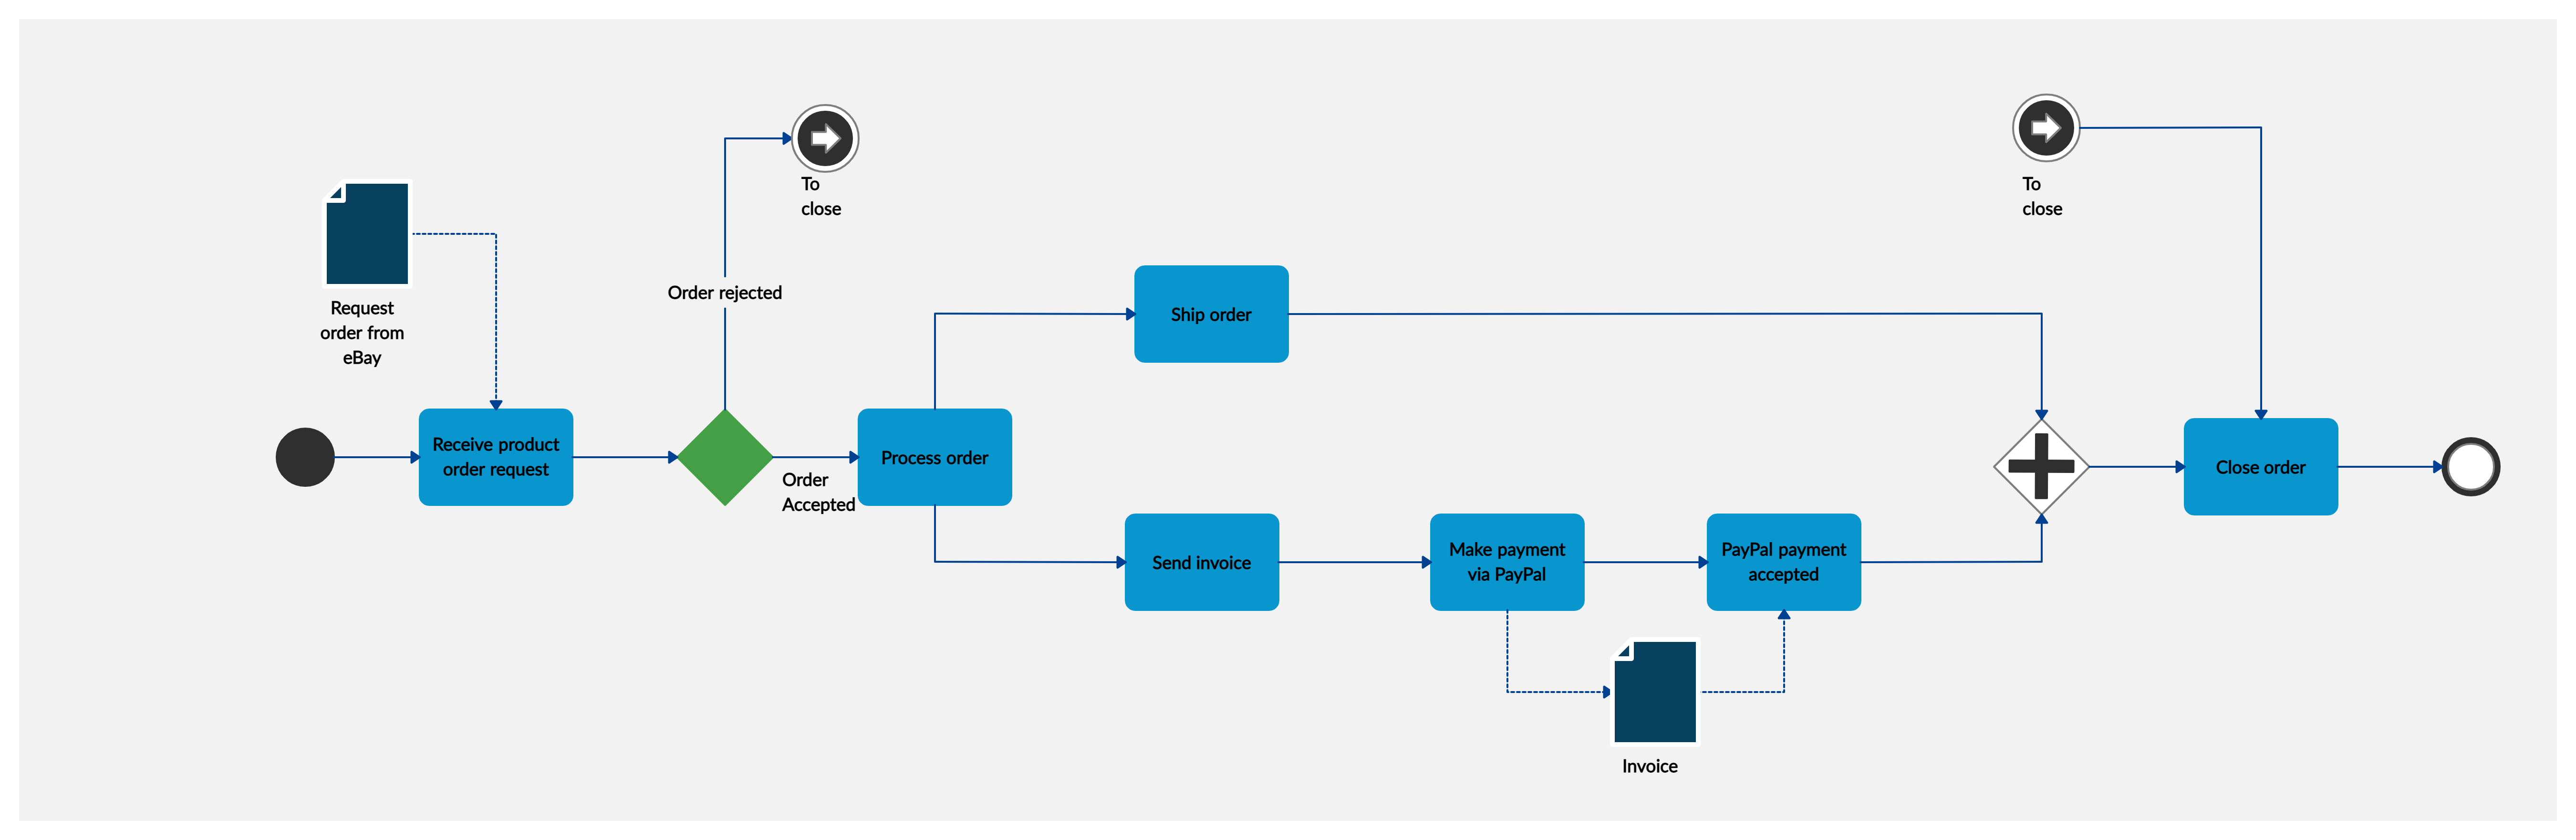 To
close
To
close
Request
order from
eBay
Order rejected
Ship order
Receive product
order request
Order
Accepted
Process order
Close order
Send invoice
Make payment
via PayPal
PayPal payment
accepted
Invoice